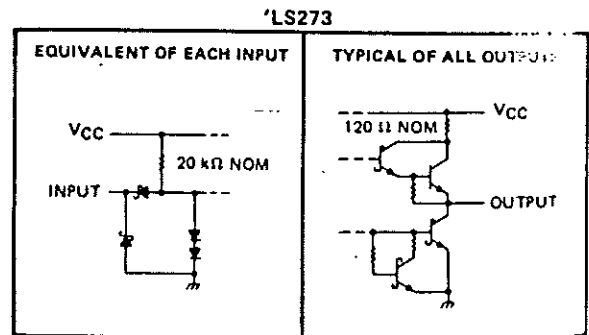 'LS273
EQUIVALENT OF EACH INPUT
VCC
20 kΩ NOM
INPUT
TYPICAL OF ALL
VCC
120 Ω NOM
OUTPUT